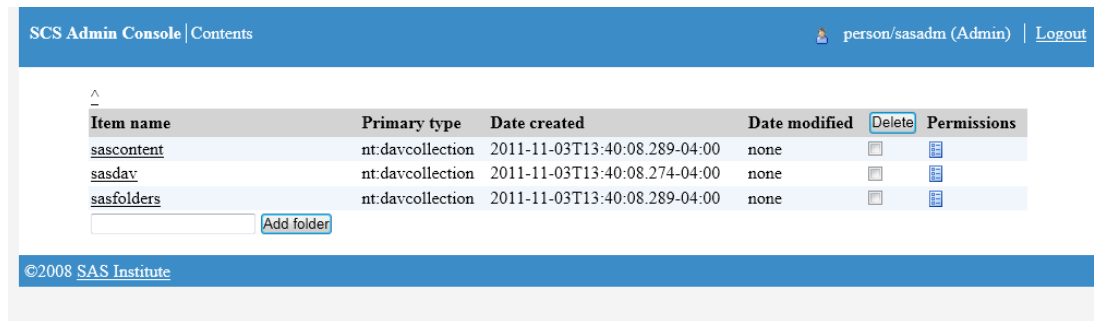 SCS Admin Console | Contents person/sasadm (Admin) | Logout
^
Item name Primary type Date created Date modified Delete Permissions
sascontent nt:davcollection 2011-11-03T13:40:08.289-04:00 none
sasdav nt:davcollection 2011-11-03T13:40:08.274-04:00 none
sasfolders nt:davcollection 2011-11-03T13:40:08.289-04:00 none
Add folder
©2008 SAS Institute